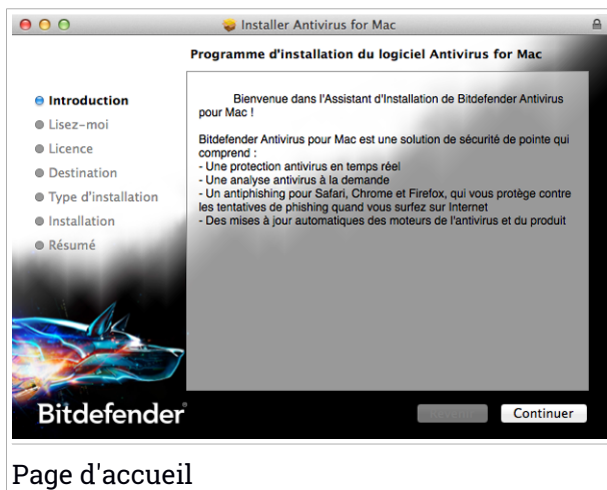 Installer Antivirus for Mac
Programme d'installation du logiciel Antivirus for Mac
Introduction
Lisez-moi
Licence
Destination
Type d'installation
Installation
Résumé
Bienvenue dans l'Assistant d'Installation de Bitdefender Antivirus
pour Mac !
Bitdefender Antivirus pour Mac est une solution de sécurité de pointe qui
comprend :
- Une protection antivirus en temps réel
- Une analyse antivirus à la demande
- Un antiphishing pour Safari, Chrome et Firefox, qui vous protège contre
les tentatives de phishing quand vous surfez sur Internet
- Des mises à jour automatiques des moteurs de l'antivirus et du produit
Bitdefender®
Continuer
Page d'accueil